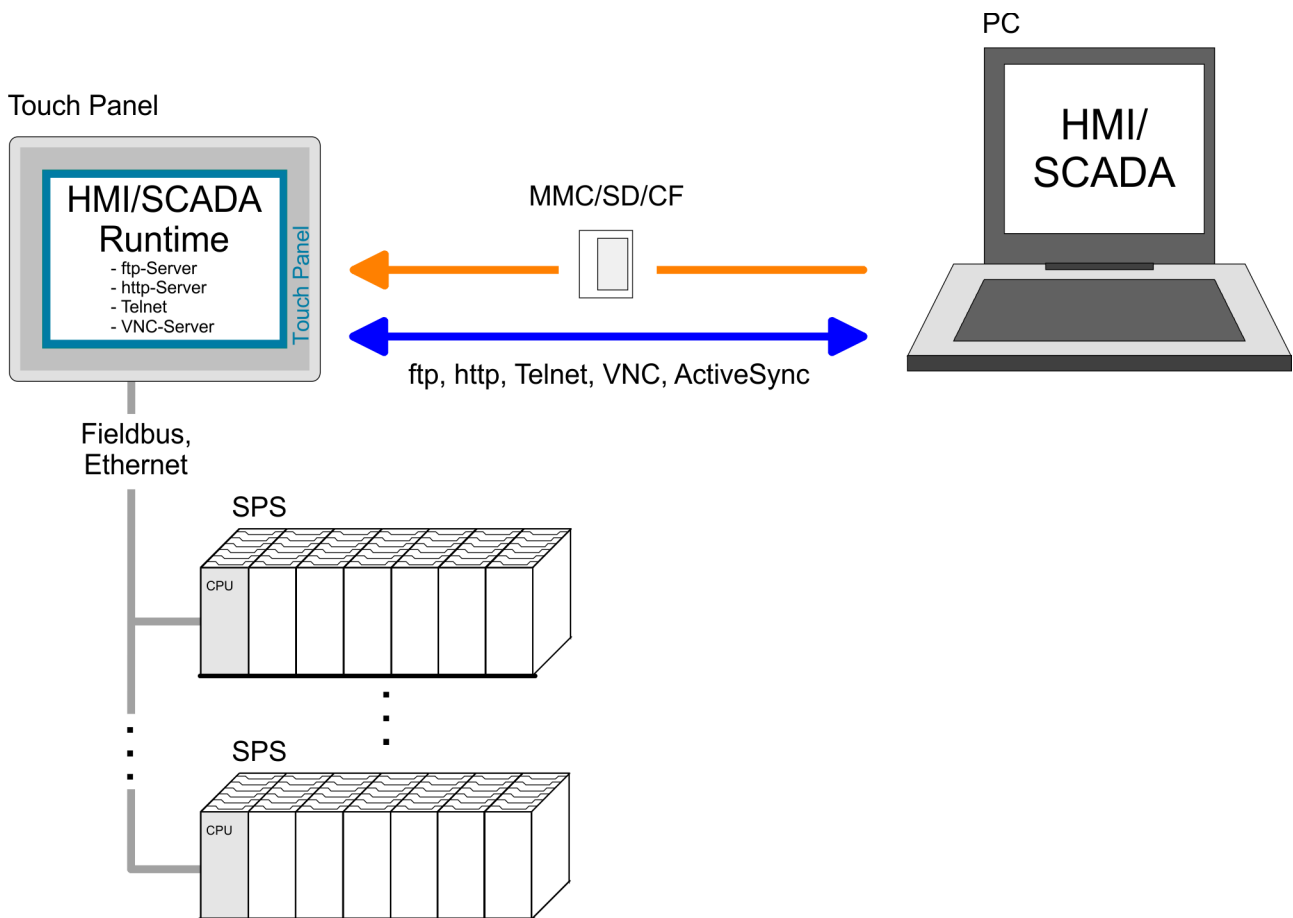 PC
Touch Panel
HMI/
SCADA
HMI/SCADA
Runtime
- ftp-Server
- http-Server
- Telnet
- VNC-Server
Touch Panel
MMC/SD/CF
ftp, http, Telnet, VNC, ActiveSync
Fieldbus,
Ethernet
SPS
CPU
SPS
CPU